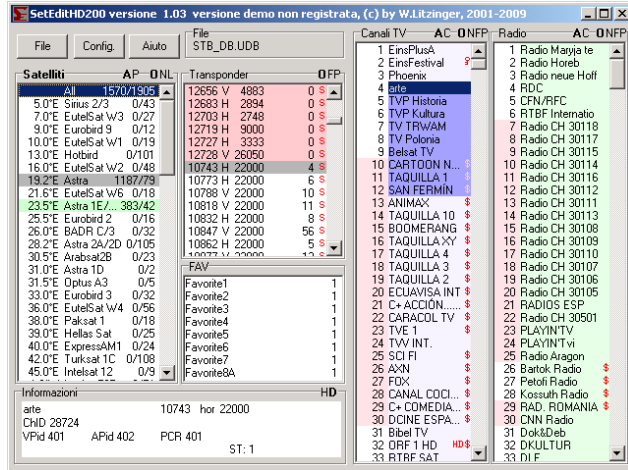 SetEditHD200 versione 1.03 versione demo non registrata, (c) by W.Litzinger, 2001-2009
File Config. Aiuto
File
STB_DB.UDB
Satelliti AP ONL
All 1570/1905
5.0°E Sirius 2/3 0/43
7.0°E EutelSat W3 0/27
9.0°E Eurobird 9 0/12
10.0°E EutelSat W1 0/19
13.0°E Hotbird 0/101
16.0°E EutelSat W2 0/48
19.2°E Astra 1187/79
21.6°E EutelSat W6 0/18
23.5°E Astra 1E/... 383/42
25.5°E Eurobird 2 0/16
26.0°E BADR C/3 0/32
28.2°E Astra 2A/2D 0/105
30.5°E Arabsat2B 0/23
31.0°E Astra 1D 0/2
31.5°E Optus A3 0/5
33.0°E Eurobird 3 0/32
36.0°E EutelSat W4 0/56
38.0°E Paksat 1 0/18
39.0°E Hellas Sat 0/25
40.0°E ExpressAM1 0/24
42.0°E Turksat 1C 0/108
45.0°E Intelsat 12 0/9
Transponder OFP
12656 V 4883 0 S
12683 H 2894 0 S
12703 H 2748 0 S
12719 H 9000 0 S
12727 H 3333 0 S
12728 V 26050 0 S
10743 H 22000 4 S
10773 H 22000 6 S
10788 V 22000 10 S
10818 V 22000 11 S
10832 H 22000 8 S
10847 V 22000 56 S
10862 H 22000 5 S
FAV
Favorite1 1
Favorite2 1
Favorite3 1
Favorite4 1
Favorite5 1
Favorite6 1
Favorite7 1
Favorite8A 1
Informazioni HD
arte 10743 hor 22000
ChID 28724
VPid 401 APid 402 PCR 401
ST: 1
Canali TV AC ONFP
1 EinsPlusA
2 EinsFestival
3 Phoenix
4 arte
5 TVP Historia
6 TVP Kultura
7 TV TRWAM
8 TV Polonia
9 Belsat TV
10 CARTOON N... $
11 TAQUILLA 1 $
12 SAN FERMÍN $
13 ANIMAX $
14 TAQUILLA 10 $
15 BOOMERANG $
16 TAQUILLA XY $
17 TAQUILLA 4 $
18 TAQUILLA 3 $
19 TAQUILLA 2 $
20 ECUAVISA INT $
21 C+ ACCIÓN...... $
22 CARACOL TV $
23 TVE 1 $
24 TVV INT.
25 SCI FI $
26 AXN $
27 FOX $
28 CANAL COCI... $
29 C+ COMEDIA... $
30 DCINE ESPA... $
31 Bibel TV
32 ORF 1 HD HD$
33 RTBF SAT
Radio AC ONFP
1 Radio Maryja te
2 Radio Horeb
3 Radio neue Hoff
4 RDC
5 CFN/RFC
6 RTBF Internatio
7 Radio CH 30118
8 Radio CH 30117
9 Radio CH 30115
10 Radio CH 30114
11 Radio CH 30116
12 Radio CH 30112
13 Radio CH 30111
14 Radio CH 30113
15 Radio CH 30108
16 Radio CH 30109
17 Radio CH 30110
18 Radio CH 30107
19 Radio CH 30106
20 Radio CH 30105
21 RADIOS ESP
22 Radio CH 30501
23 PLAYIN'TV
24 PLAYINTvi
25 Radio Aragon
26 Bartok Radio $
27 Petofi Radio $
28 Kossuth Radio $
29 RAD. ROMANIA $
30 CNN Radio
31 Dok&Deb
32 DKULTUR
33 DLF